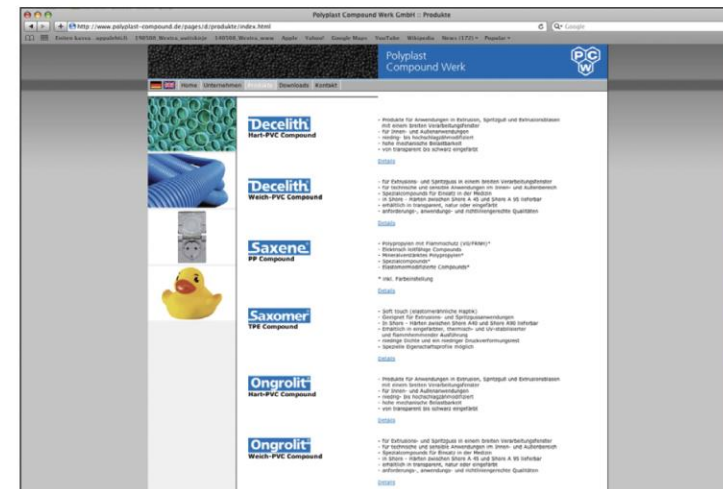 Polyplast Compound Werk GmbH :: Produkte
http://www.polyplast-compound.de/pages/d/produkte/index.html
Google
Apple Yahoo! Google Maps YouTube Wikipedia News (172) Popular
Polyplast
Compound Werk
PCW
Home Unternehmen Produkte Downloads Kontakt
Decelith
Hart-PVC Compound
- Produkte für Anwendungen in Extrusion, Spritzguß und Extrusionsblasen
mit einem breiten Verarbeitungsfenster
- für Innen- und Außenanwendungen
- niedrig- bis hochschlagzähmodifiziert
- hohe mechanische Belastbarkeit
- von transparent bis schwarz eingefärbt
Details
Decelith
Weich-PVC Compound
- für Extrusions- und Spritzguss in einem breiten Verarbeitungsfenster
- für technische und sensible Anwendungen im Innen- und Außenbereich
- Spezialcompounds für Einsatz in der Medizin
- in Shore - Härten zwischen Shore A 45 und Shore A 95 lieferbar
- erhältlich in transparent, natur oder eingefärbt
- anforderungs-, anwendungs- und richtliniengerechte Qualitäten
Details
Saxene
PP Compound
- Polypropylen mit Flammschutz (V0/FRNH)*
- Elektrisch leitfähige Compounds
- Mineralverstärktes Polypropylen*
- Spezialcompounds*
- Elastomermodifizierte Compounds*
* inkl. Farbeinstellung
Details
Saxomer
TPE Compound
- Soft touch (elastomerähnliche Haptik)
- Geeignet für Extrusions- und Spritzgussanwendungen
- In Shore - Härten zwischen Shore A40 und Shore A90 lieferbar
- Erhältlich in eingefärbter, thermisch- und UV-stabilisierter
und flammhemmender Ausführung
- niedrige Dichte und ein niedriger Druckverformungsrest
- Spezielle Eigenschaftsprofile möglich
Details
Ongrolit
Hart-PVC Compound
- Produkte für Anwendungen in Extrusion, Spritzguß und Extrusionsblasen
mit einem breiten Verarbeitungsfenster
- für Innen- und Außenanwendungen
- niedrig- bis hochschlagzähmodifiziert
- hohe mechanische Belastbarkeit
- von transparent bis schwarz eingefärbt
Details
Ongrolit
Weich-PVC Compound
- für Extrusions- und Spritzguss in einem breiten Verarbeitungsfenster
- für technische und sensible Anwendungen im Innen- und Außenbereich
- Spezialcompounds für Einsatz in der Medizin
- in Shore - Härten zwischen Shore A 45 und Shore A 95 lieferbar
- erhältlich in transparent, natur oder eingefärbt
- anforderungs-, anwendungs- und richtliniengerechte Qualitäten
Details